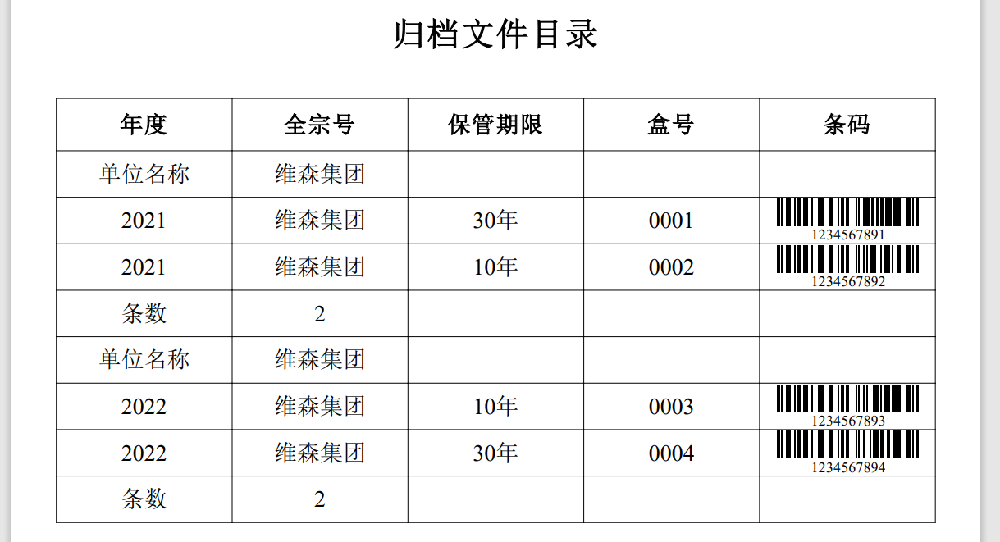 归档文件目录
年度 全宗号 保管期限 盒号 条码
单位名称 维森集团
2021 维森集团 30年 0001 1234567891
2021 维森集团 10年 0002 1234567892
条数 2
单位名称 维森集团
2022 维森集团 10年 0003 1234567893
2022 维森集团 30年 0004 1234567894
条数 2